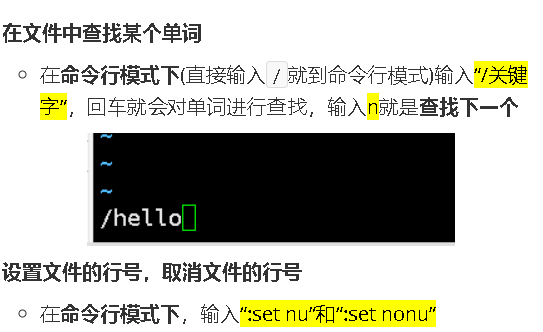 在文件中查找某个单词
在命令行模式下(直接输入 / 就到命令行模式)输入“/关键
字”，回车就会对单词进行查找，输入n就是查找下一个
~
~
~
/hello
设置文件的行号，取消文件的行号
在命令行模式下，输入“:set nu”和“:set nonu”